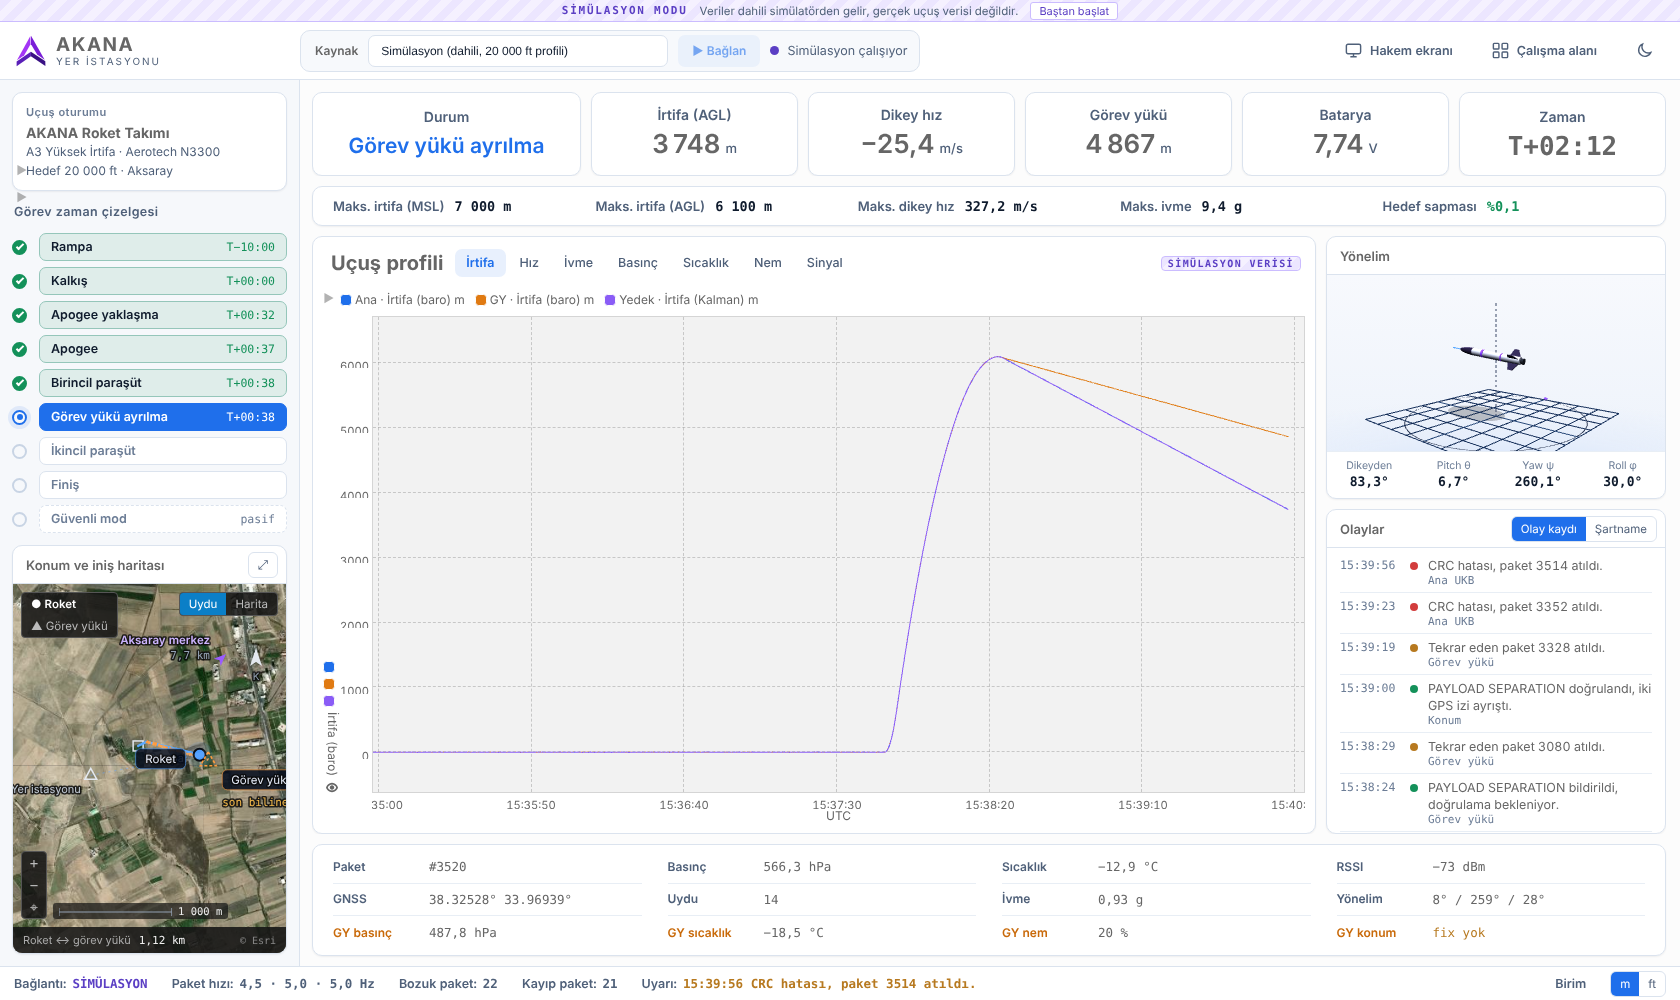 SİMÜLASYON MODU Veriler dahili simülatörden gelir, gerçek uçuş verisi değildir. Baştan başlat
AKANA
YER İSTASYONU
Kaynak Simülasyon (dahili, 20 000 ft profili) Bağlan Simülasyon çalışıyor
Hakem ekranı Çalışma alanı
Uçuş oturumu
AKANA Roket Takımı
A3 Yüksek İrtifa · Aerotech N3300
Hedef 20 000 ft · Aksaray
Görev zaman çizelgesi
Rampa T−10:00
Kalkış T+00:00
Apogee yaklaşma T+00:32
Apogee T+00:37
Birincil paraşüt T+00:38
Görev yükü ayrılma T+00:38
İkincil paraşüt
Finiş
Güvenli mod pasif
Konum ve iniş haritası
Roket
Görev yükü
Uydu Harita
Aksaray merkez
7,7 km
K
Roket
Yer istasyonu
Görev yük
son biline
+
−
1 000 m
Roket ↔ görev yükü 1,12 km © Esri
Durum
Görev yükü ayrılma
İrtifa (AGL)
3 748 m
Dikey hız
−25,4 m/s
Görev yükü
4 867 m
Batarya
7,74 V
Zaman
T+02:12
Maks. irtifa (MSL) 7 000 m Maks. irtifa (AGL) 6 100 m Maks. dikey hız 327,2 m/s Maks. ivme 9,4 g Hedef sapması %0,1
Uçuş profili İrtifa Hız İvme Basınç Sıcaklık Nem Sinyal SİMÜLASYON VERİSİ
Ana · İrtifa (baro) m GY · İrtifa (baro) m Yedek · İrtifa (Kalman) m
6000
5000
4000
3000
2000
1000
0
İrtifa (baro)
35:00 15:35:50 15:36:40 15:37:30 15:38:20 15:39:10 15:40:
UTC
Yönelim
Dikeyden Pitch θ Yaw ψ Roll φ
83,3° 6,7° 260,1° 30,0°
Olaylar Olay kaydı Şartname
15:39:56 CRC hatası, paket 3514 atıldı.
Ana UKB
15:39:23 CRC hatası, paket 3352 atıldı.
Ana UKB
15:39:19 Tekrar eden paket 3328 atıldı.
Görev yükü
15:39:00 PAYLOAD SEPARATION doğrulandı, iki
GPS izi ayrıştı.
Konum
15:38:29 Tekrar eden paket 3080 atıldı.
Görev yükü
15:38:24 PAYLOAD SEPARATION bildirildi,
doğrulama bekleniyor.
Görev yükü
Paket #3520 Basınç 566,3 hPa Sıcaklık −12,9 °C RSSI −73 dBm
GNSS 38.32528° 33.96939° Uydu 14 İvme 0,93 g Yönelim 8° / 259° / 28°
GY basınç 487,8 hPa GY sıcaklık −18,5 °C GY nem 20 % GY konum fix yok
Bağlantı: SİMÜLASYON Paket hızı: 4,5 · 5,0 · 5,0 Hz Bozuk paket: 22 Kayıp paket: 21 Uyarı: 15:39:56 CRC hatası, paket 3514 atıldı. Birim m ft